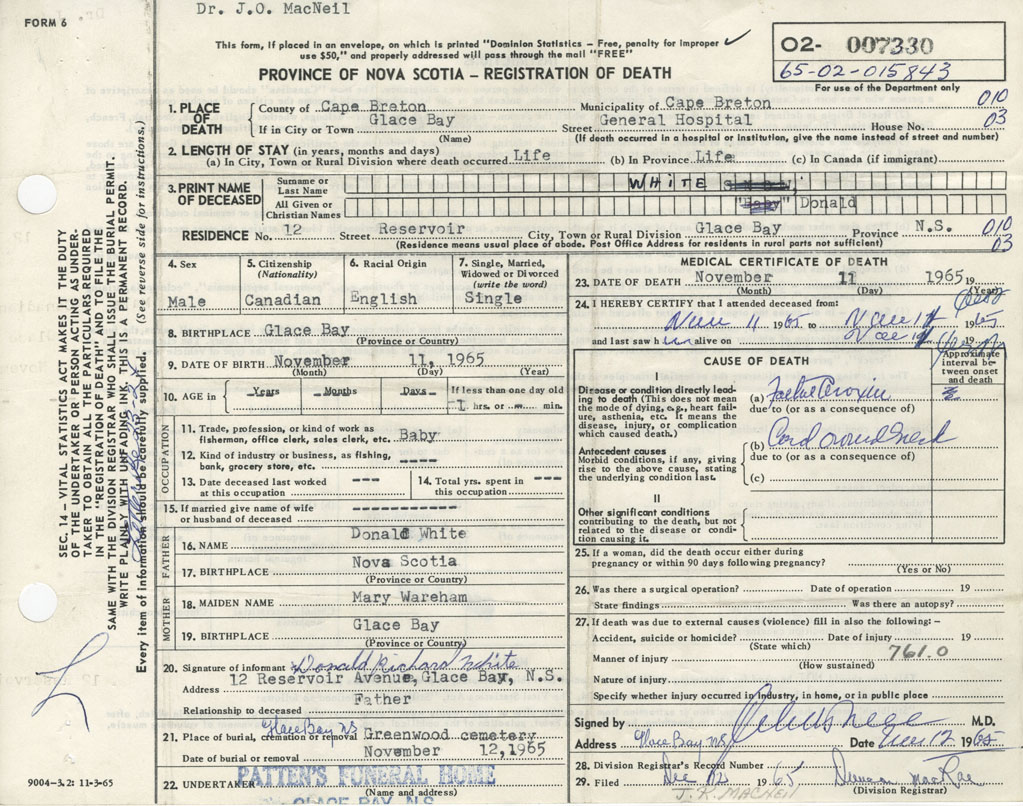 Dr. J.O. MacNeil
FORM 6
This form, if placed in an envelope, on which is printed "Dominion Statistics – Free, penalty for improper
use $50," and properly addressed will pass through the mail "FREE"
PROVINCE OF NOVA SCOTIA – REGISTRATION OF DEATH
02- 007330
65-02-015843
For use of the Department only
1. PLACE OF DEATH County of Cape Breton Municipality of Cape Breton 010
If in City or Town Glace Bay Street General Hospital House No. 03
(Name) (If death occurred in a hospital or institution, give the name instead of street and number)
2. LENGTH OF STAY (in years, months and days)
(a) In City, Town or Rural Division where death occurred Life (b) In Province Life (c) In Canada (if immigrant)
3. PRINT NAME OF DECEASED Surname or Last Name WHITE
All Given or Christian Names "Baby" Donald
RESIDENCE No. 12 Street Reservoir City, Town or Rural Division Glace Bay Province N.S. 010
(Residence means usual place of abode. Post Office Address for residents in rural parts not sufficient) 03
4. Sex Male
5. Citizenship (Nationality) Canadian
6. Racial Origin English
7. Single, Married, Widowed or Divorced (write the word) Single
8. BIRTHPLACE Glace Bay
(Province or Country)
9. DATE OF BIRTH November 11, 1965
(Month) (Day) (Year)
10. AGE in Years Months Days If less than one day old
1 hrs. or min.
OCCUPATION
11. Trade, profession, or kind of work as
fisherman, office clerk, sales clerk, etc. Baby
12. Kind of industry or business, as fishing,
bank, grocery store, etc. ----
13. Date deceased last worked
at this occupation ---
14. Total yrs. spent in
this occupation ---
15. If married give name of wife
or husband of deceased
FATHER
16. NAME Donald White
17. BIRTHPLACE Nova Scotia
(Province or Country)
MOTHER
18. MAIDEN NAME Mary Wareham
19. BIRTHPLACE Glace Bay
(Province or Country)
20. Signature of informant Donald Richard White
Address 12 Reservoir Avenue, Glace Bay, N.S.
Relationship to deceased Father
21. Place of burial, cremation or removal Glace Bay NS Greenwood cemetery
Date of burial or removal November 12,1965
22. UNDERTAKER PATTEN'S FUNERAL HOME
(Name and address)
GLACE BAY, N.S.
MEDICAL CERTIFICATE OF DEATH
23. DATE OF DEATH November 11 1965 19
(Month) (Day) (Year)
24. I HEREBY CERTIFY that I attended deceased from:
Nov 11 1965 to Nov 11 1965
and last saw h alive on Nov 11 19
CAUSE OF DEATH
Approximate interval between onset and death
I
Disease or condition directly leading to death (This does not mean the mode of dying, e.g., heart failure, asthenia, etc. It means the disease, injury, or complication which caused death.)
(a)
due to (or as a consequence of)
Antecedent causes
Morbid conditions, if any, giving rise to the above cause, stating the underlying condition last.
(b) Cord around neck
due to (or as a consequence of)
(c)
II
Other significant conditions
contributing to the death, but not related to the disease or condition causing it.
25. If a woman, did the death occur either during
pregnancy or within 90 days following pregnancy?
(Yes or No)
26. Was there a surgical operation? Date of operation 19
State findings Was there an autopsy?
27. If death was due to external causes (violence) fill in also the following: –
Accident, suicide or homicide? Date of injury 19
(State which)
Manner of injury 761.0
(How sustained)
Nature of injury
Specify whether injury occurred in industry, in home, or in public place
Signed by M.D.
Address Glace Bay NS Date Nov 12 1965
28. Division Registrar's Record Number
29. Filed Dec 02 1965 Duncan MacRae
(Division Registrar)
J.R. MACNEIL
9004-3.2: 11-3-65
SEC. 14 – VITAL STATISTICS ACT MAKES IT THE DUTY
OF THE UNDERTAKER OR PERSON ACTING AS UNDER-
TAKER TO OBTAIN ALL THE PARTICULARS REQUIRED
IN THE "REGISTRATION OF DEATH" AND TO FILE THE
SAME WITH THE DIVISION REGISTRAR WHO SHALL ISSUE THE BURIAL PERMIT.
WRITE PLAINLY WITH UNFADING INK, THIS IS A PERMANENT RECORD.
Every item of information should be carefully supplied. (See reverse side for instructions.)